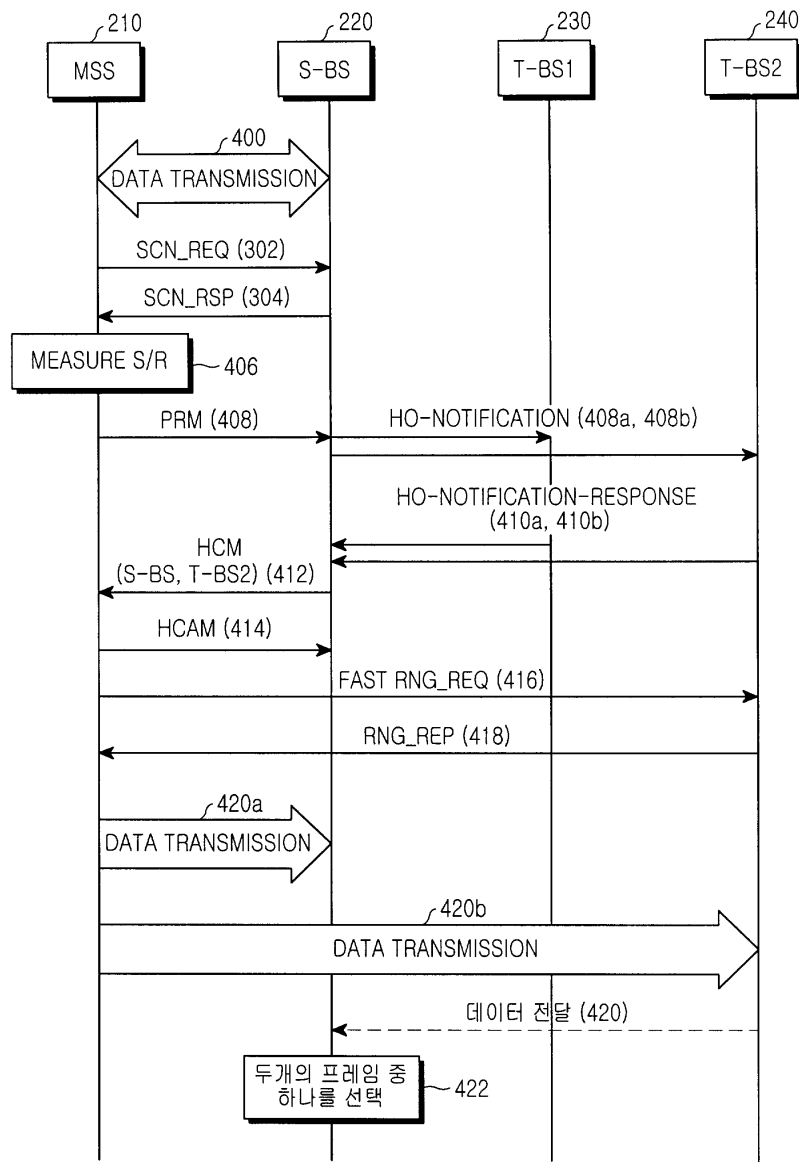 210
220
230
240
MSS
S-BS
T-BS1
T-BS2
400
DATA TRANSMISSION
SCN_REQ (302)
SCN_RSP (304)
MEASURE S/R
406
PRM (408)
HO-NOTIFICATION (408a, 408b)
HO-NOTIFICATION-RESPONSE
(410a, 410b)
HCM
(S-BS, T-BS2) (412)
HCAM (414)
FAST RNG_REQ (416)
RNG_REP (418)
420a
DATA TRANSMISSION
420b
DATA TRANSMISSION
데이터 전달 (420)
두개의 프레임 중
하나를 선택
422